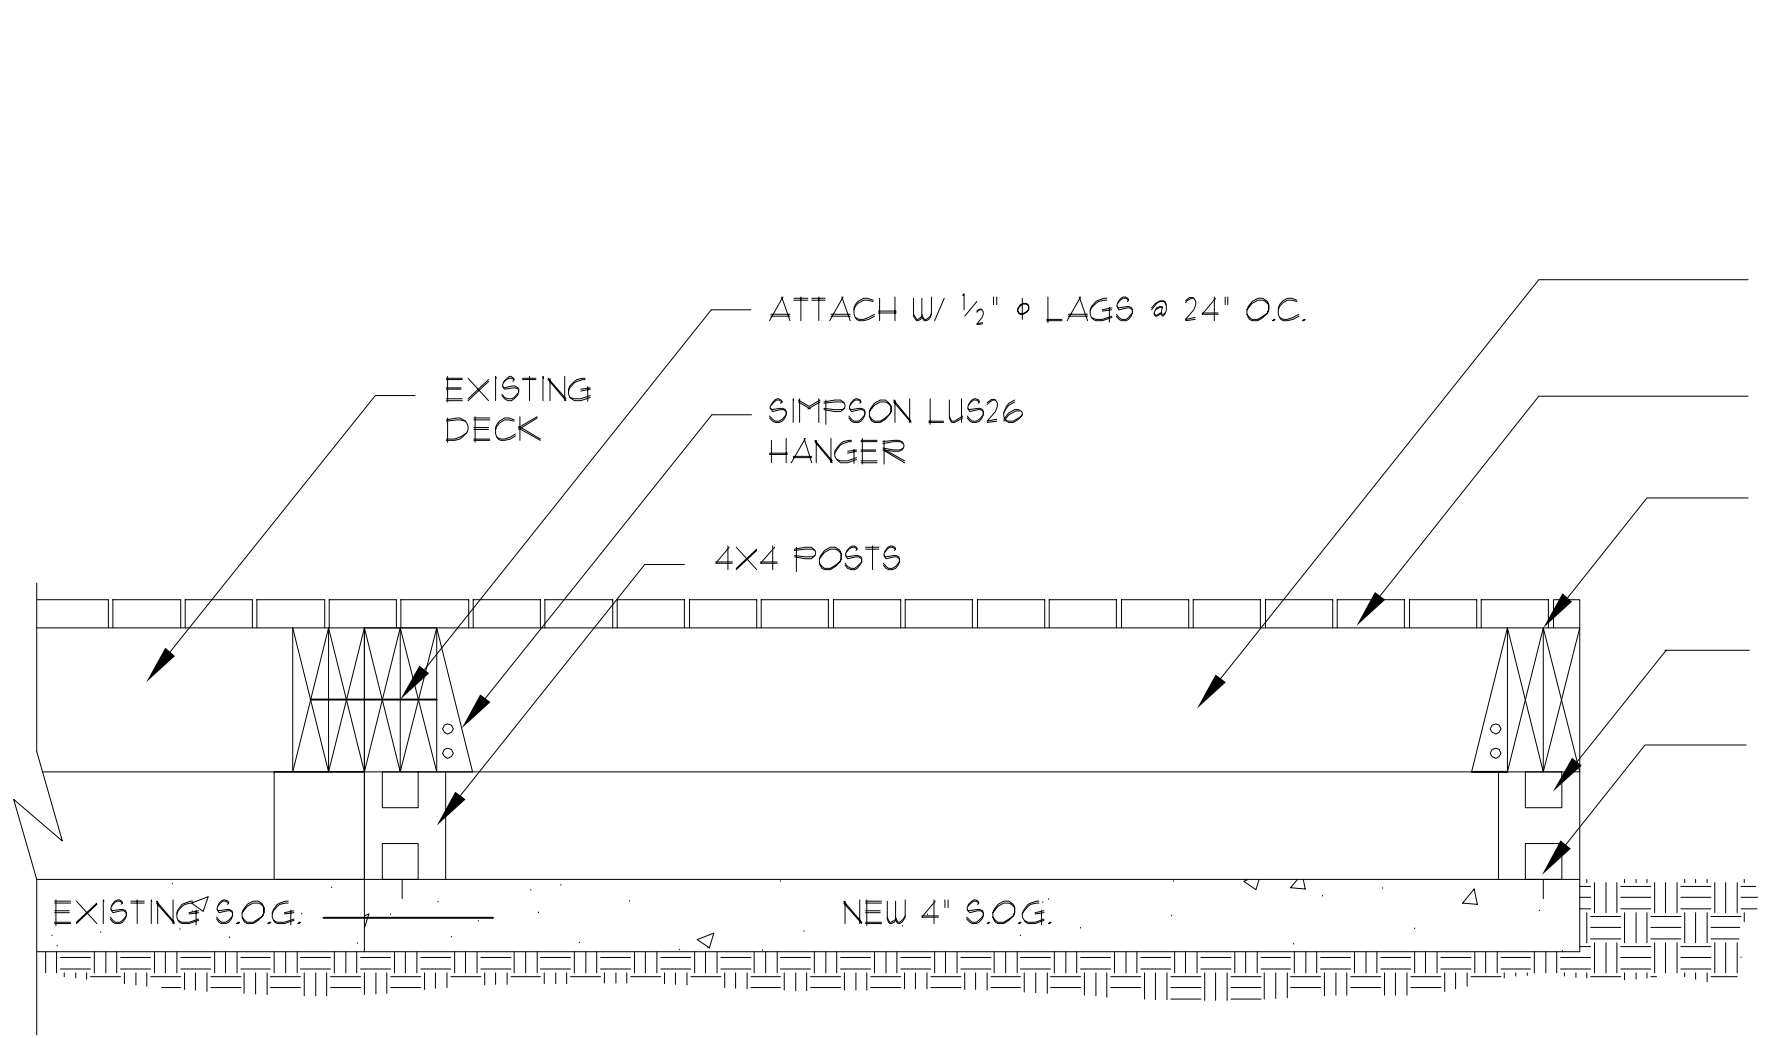 ATTACH W/ ½" ϕ LAGS @ 24" O.C.
EXISTING
DECK
SIMPSON LUS26
HANGER
4X4 POSTS
EXISTING S.O.G.
NEW 4" S.O.G.